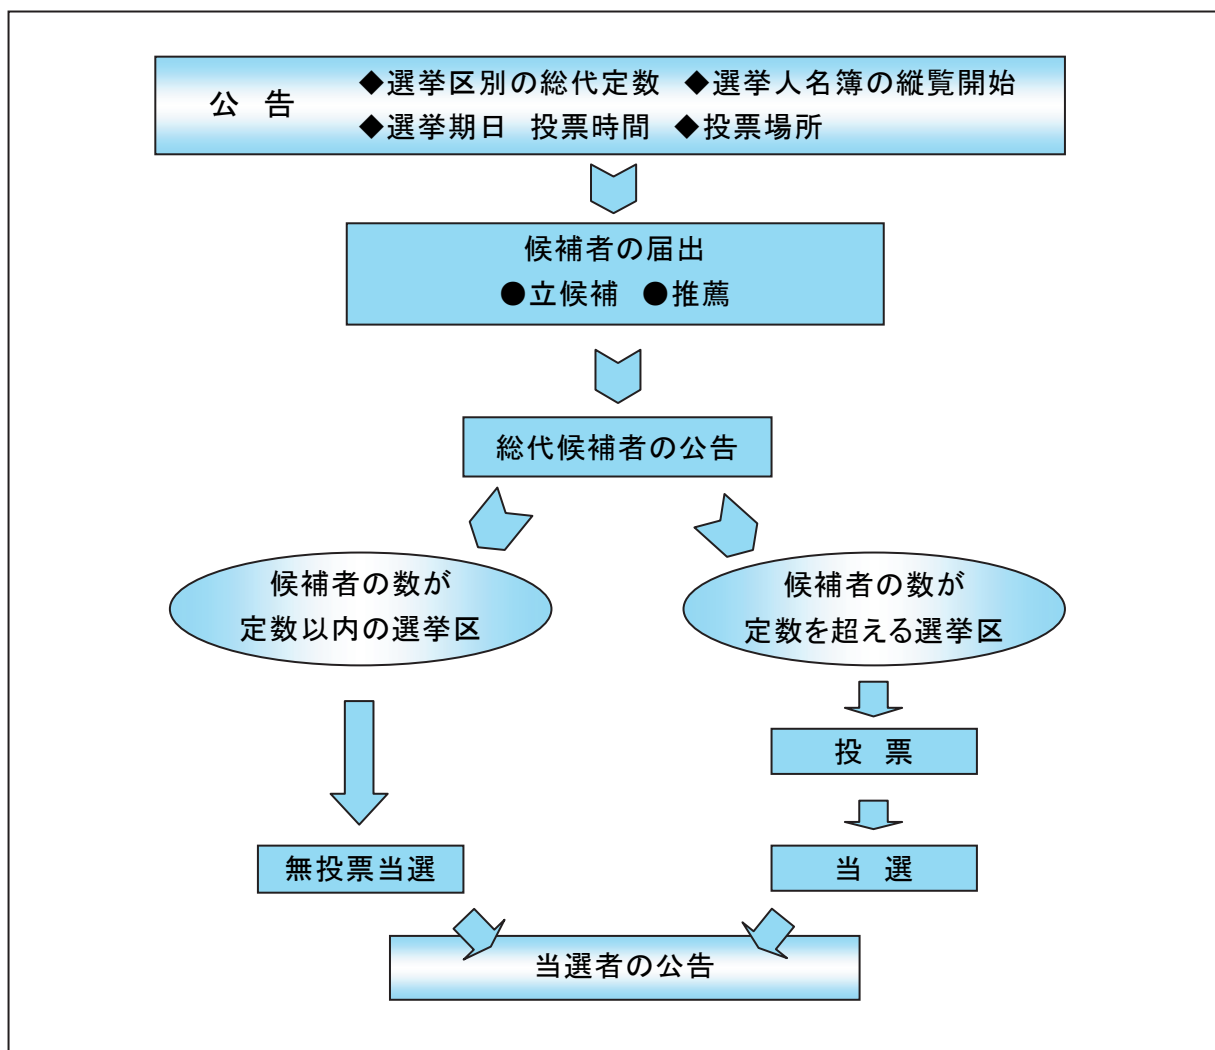 公 告
◆選挙区別の総代定数 ◆選挙人名簿の縦覧開始
◆選挙期日 投票時間 ◆投票場所
候補者の届出
●立候補 ●推薦
総代候補者の公告
候補者の数が
定数以内の選挙区
候補者の数が
定数を超える選挙区
投 票
無投票当選
当 選
当選者の公告